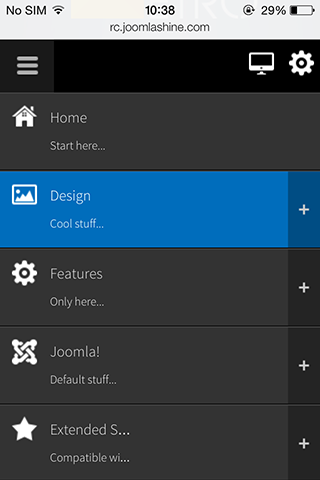 No SIM 10:38 29%
rc.joomlashine.com
Home
Start here...
Design
Cool stuff...
+
Features
Only here...
+
Joomla!
Default stuff...
+
Extended S...
Compatible wi...
+